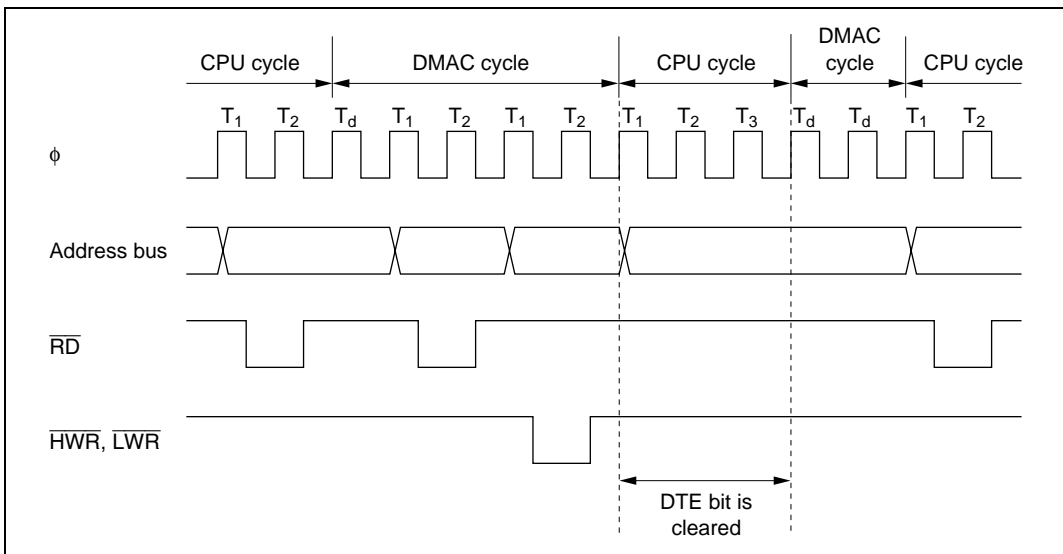 CPU cycle DMAC cycle CPU cycle DMAC cycle CPU cycle
T1 T2 Td T1 T2 T1 T2 T1 T2 T3 Td Td T1 T2
ϕ
Address bus
RD
HWR, LWR
DTE bit is
cleared